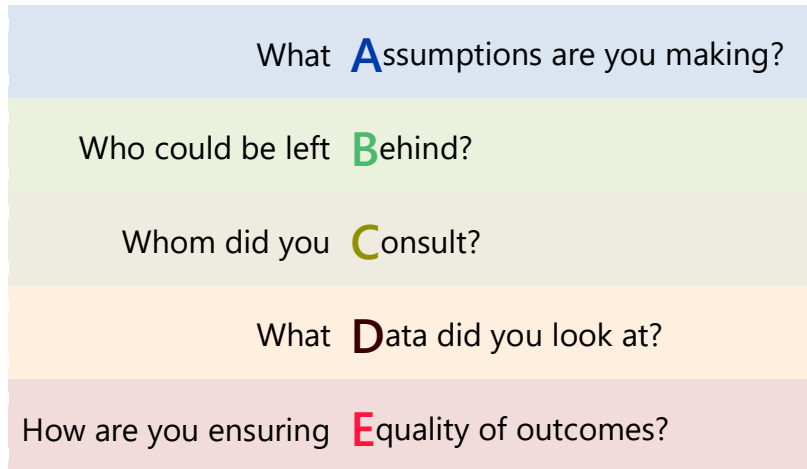 What Assumptions are you making?
Who could be left Behind?
Whom did you Consult?
What Data did you look at?
How are you ensuring Equality of outcomes?